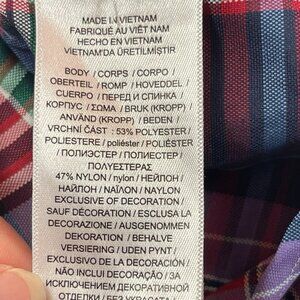 MADE IN VIETNAM
FABRIQUÉ AU VIÊT NAM
HECHO EN VIETNAM
VIETNAM'DA ÜRETİLMİŞTİR
BODY / CORPS / CORPO
OBERTEIL / ROMP / HOVEDDEL /
CUERPO / ПЕРЕД И СПИНКА /
КОРПУС / ΣΩΜΑ / BRUK (KROPP) /
ANVÄND (KROPP) / BEDEN /
VRCHNÍ ČÁST : 53% POLYESTER /
POLIESTERE / poliéster / POLIESTER
/ ПОЛИЭСТЕР / ПОЛИЕСТЕР /
ΠΟΛΥΕΣΤΕΡΑΣ
47% NYLON / nylon / НЕЙЛОН /
НАЙЛОН / ΝΑΪΛΟΝ / NAYLON
EXCLUSIVE OF DECORATION /
SAUF DÉCORATION / ESCLUSA LA
DECORAZIONE / AUSGENOMMEN
DEKORATION / BEHALVE
VERSIERING / UDEN PYNT /
EXCLUSIVO DE LA DECORACIÓN /
NÃO INCLUI DECORAÇÃO / ЗА
ИСКЛЮЧЕНИЕМ ДЕКОРАТИВНОЙ
ОТДЕЛКИ / БЕЗ УКРАСАТА /